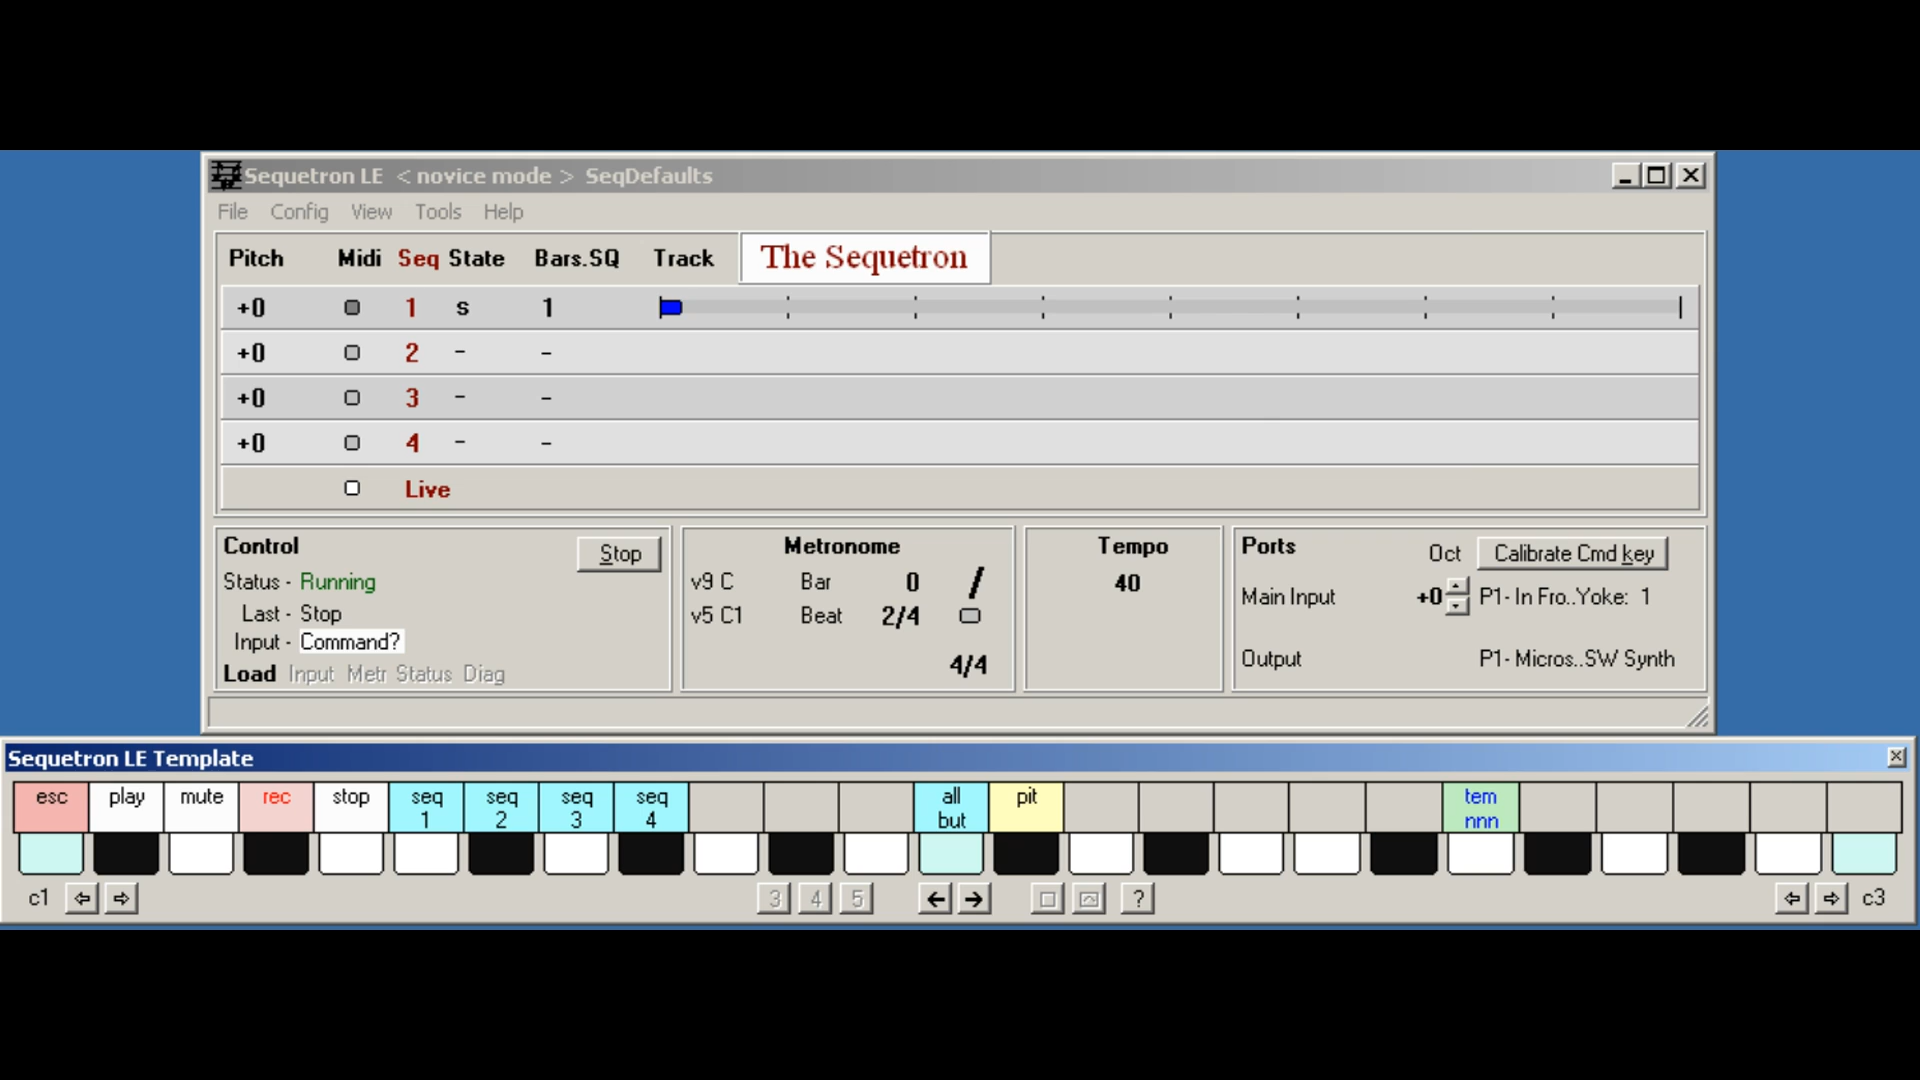 Sequetron LE < novice mode > SeqDefaults
File Config View Tools Help
Pitch Midi Seq State Bars.SQ Track The Sequetron
+0 1 s 1
+0 2 - -
+0 3 - -
+0 4 - -
Live
Control Stop
Status - Running
Last - Stop
Input - Command?
Load Input Metr Status Diag
Metronome
v9 C Bar 0
v5 C1 Beat 2/4
4/4
Tempo
40
Ports Oct Calibrate Cmd key
Main Input +0 P1- In Fro..Yoke: 1
Output P1- Micros..SW Synth
Sequetron LE Template
esc play mute rec stop seq 1 seq 2 seq 3 seq 4 all but pit tem nnn
c1 3 4 5 ? c3